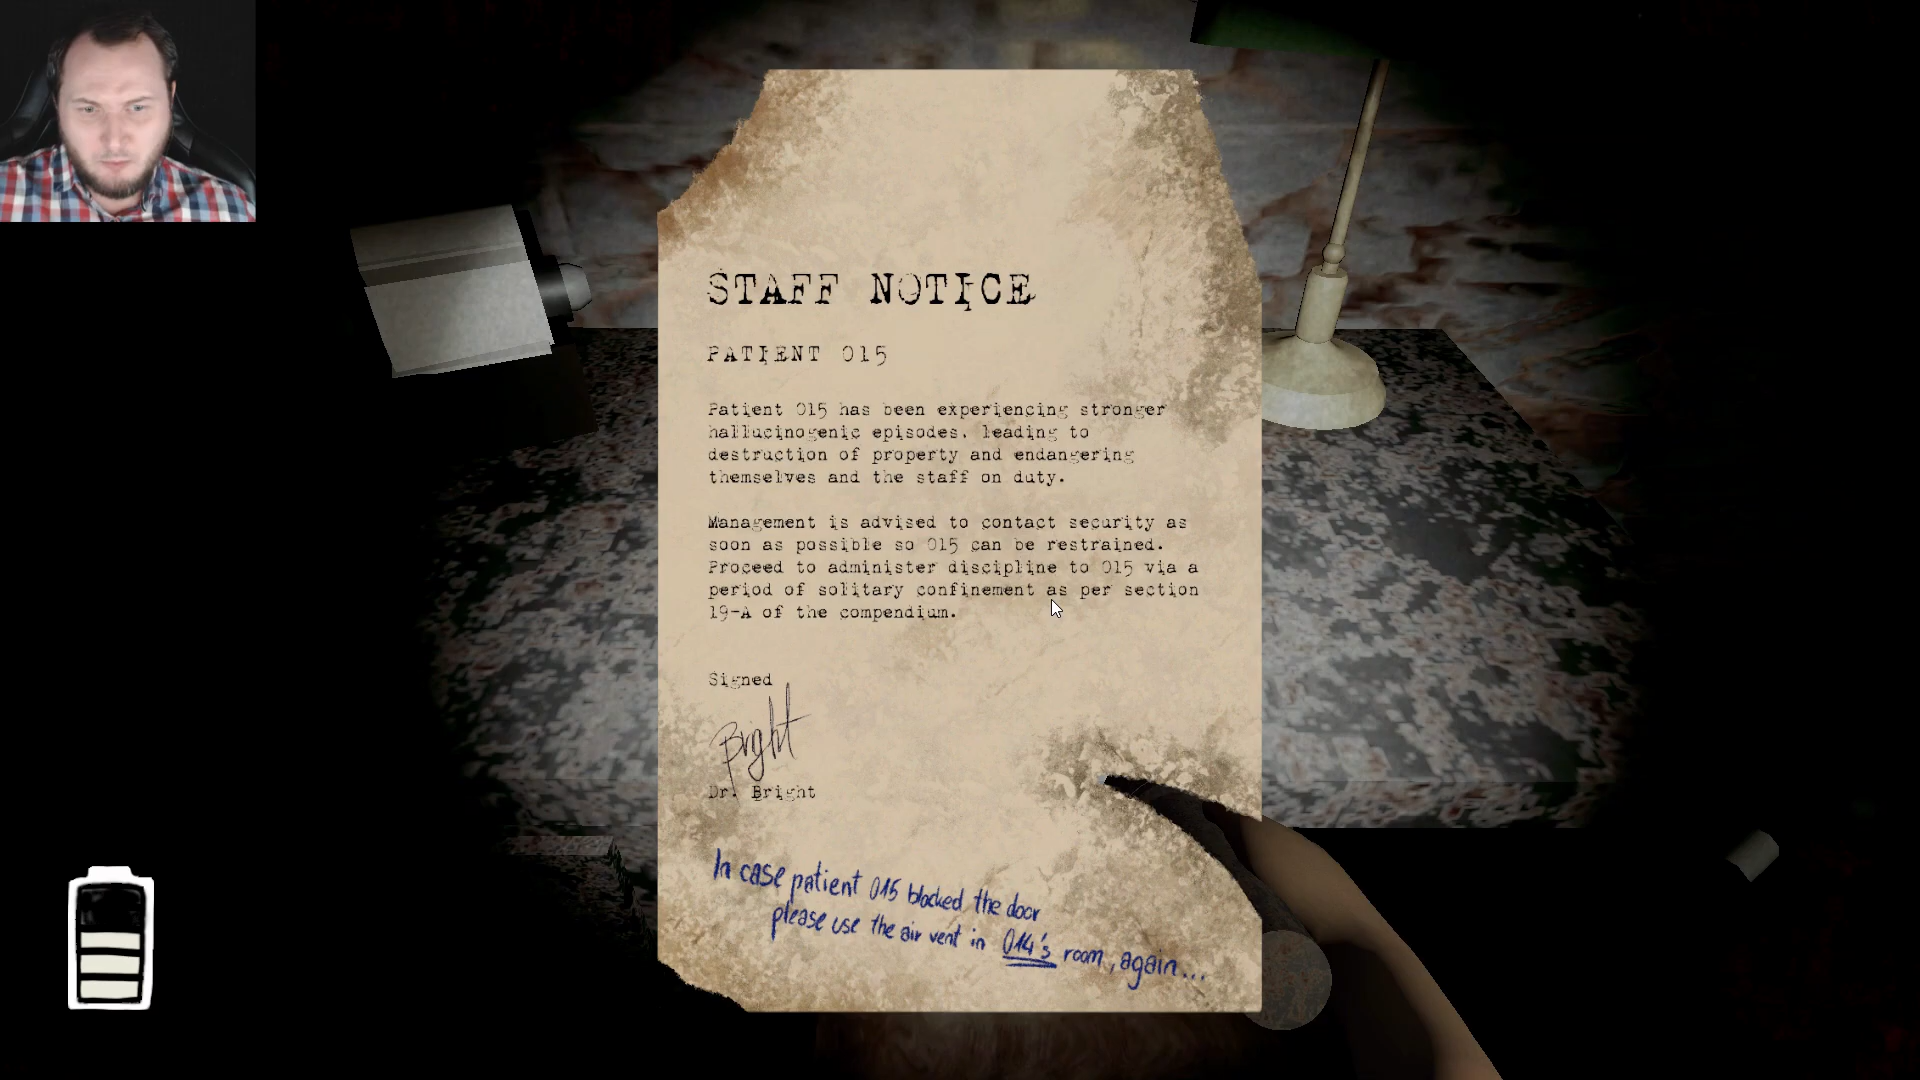 STAFF NOTICE
PATIENT 015
Patient 015 has been experiencing stronger
hallucinogenic episodes, leading to
destruction of property and endangering
themselves and the staff on duty.
Management is advised to contact security as
soon as possible so 015 can be restrained.
Proceed to administer discipline to 015 via a
period of solitary confinement as per section
19-A of the compendium.
Signed
Bright
Dr. Bright
In case patient 015 blocked the door
please use the air vent in 014's room, again...